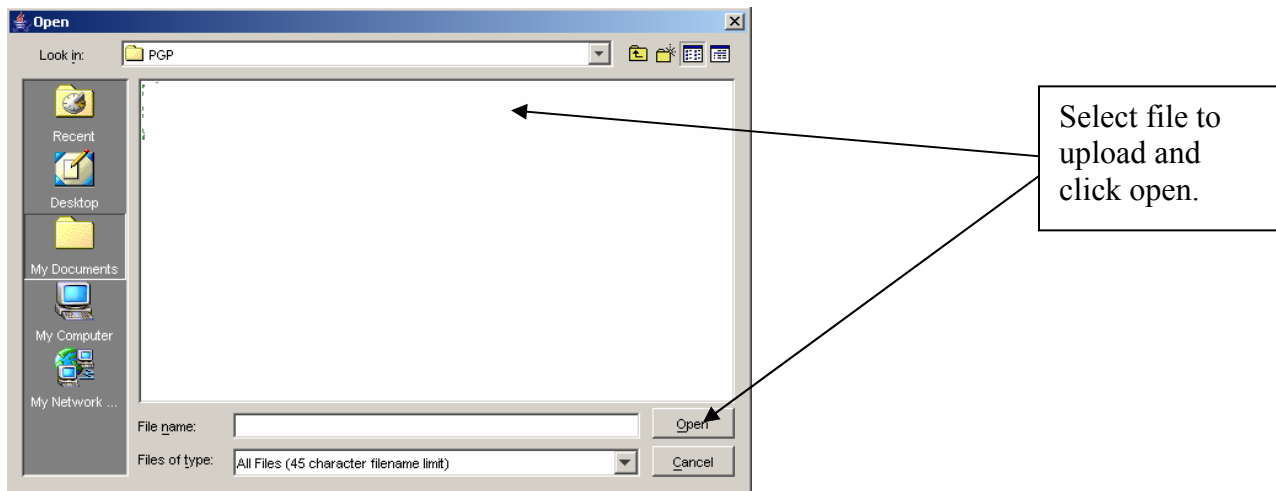 Open
Look in: PGP
Recent
Desktop
My Documents
My Computer
My Network ...
File name: Open
Files of type: All Files (45 character filename limit) Cancel
Select file to
upload and
click open.